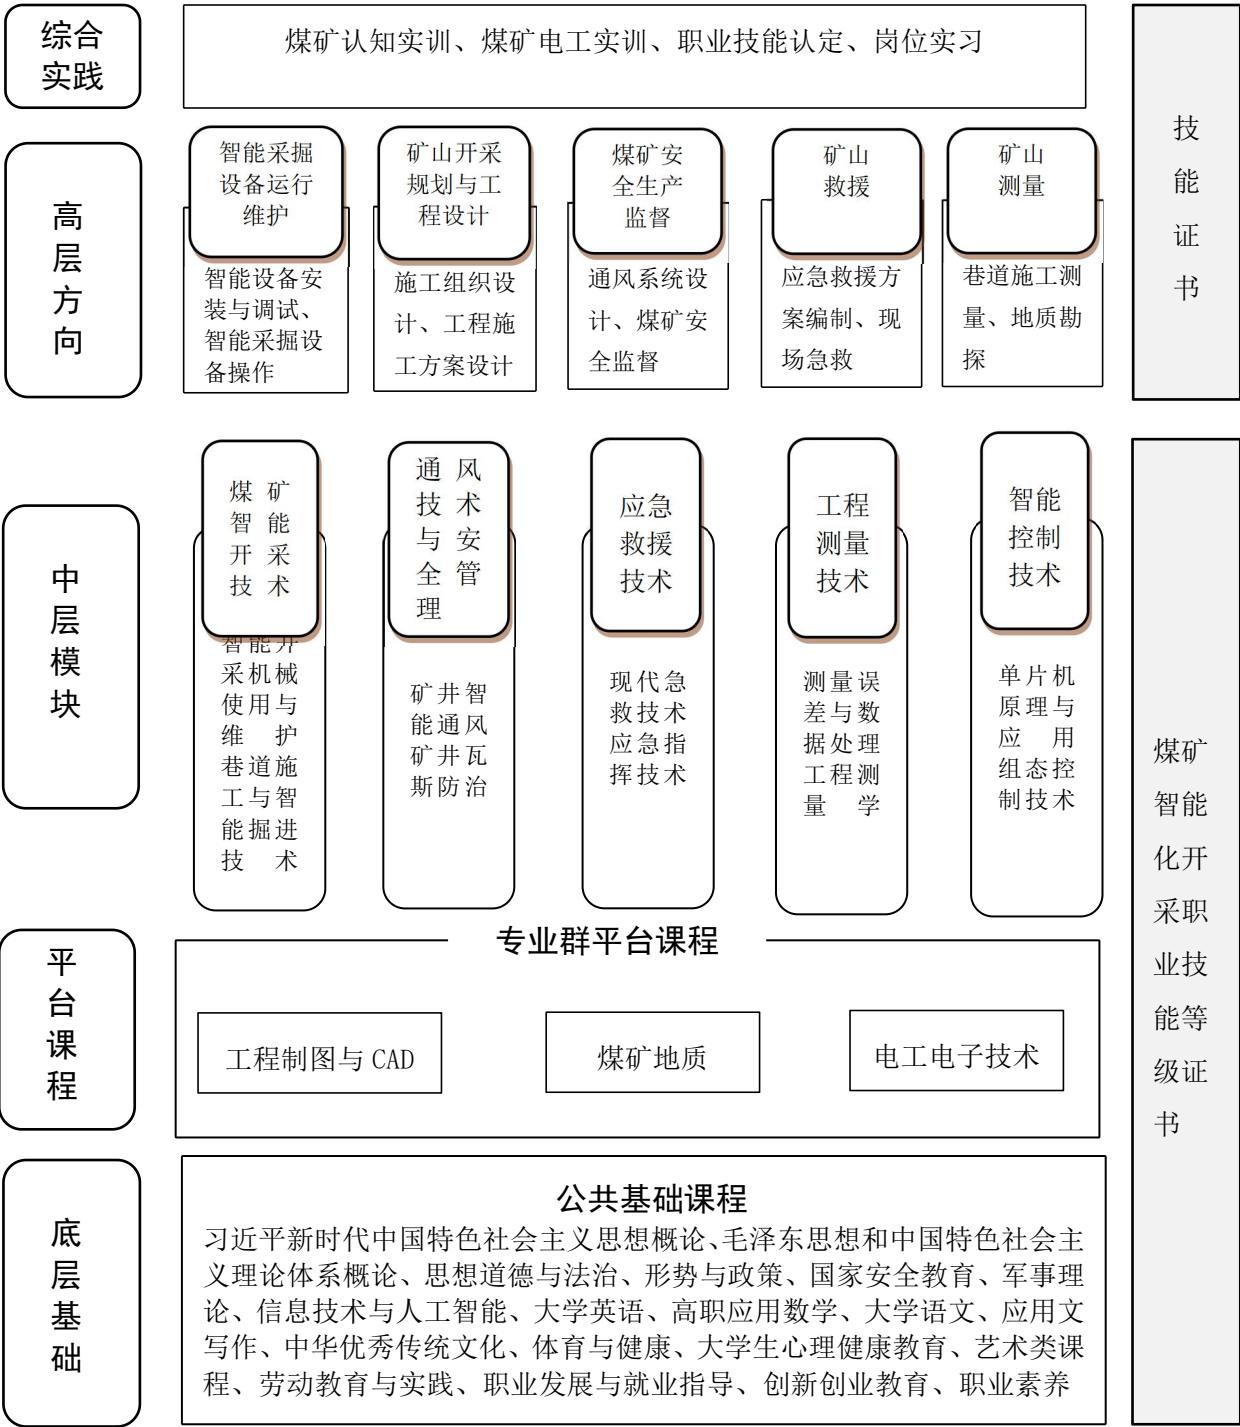 综合
实践
煤矿认知实训、煤矿电工实训、职业技能认定、岗位实习
技
能
证
书
高
层
方
向
智能采掘
设备运行
维护
智能设备安
装与调试、
智能采掘设
备操作
矿山开采
规划与工
程设计
施工组织设
计、工程施
工方案设计
煤矿安
全生产
监督
通风系统设
计、煤矿安
全监督
矿山
救援
应急救援方
案编制、现
场急救
矿山
测量
巷道施工测
量、地质勘
探
中
层
模
块
煤矿
智能
开采
技术
智能开
采机械
使用与
维护
巷道施
工与智
能掘进
技术
通风
技术
与安
全管
理
矿井智
能通风
矿井瓦
斯防治
应急
救援
技术
现代急
救技术
应急指
挥技术
工程
测量
技术
测量误
差与数
据处理
工程测
量学
智能
控制
技术
单片机
原理与
应用
组态控
制技术
煤矿
智能
化开
采职
业技
能等
级证
书
平
台
课
程
专业群平台课程
工程制图与 CAD
煤矿地质
电工电子技术
底
层
基
础
公共基础课程
习近平新时代中国特色社会主义思想概论、毛泽东思想和中国特色社会主
义理论体系概论、思想道德与法治、形势与政策、国家安全教育、军事理
论、信息技术与人工智能、大学英语、高职应用数学、大学语文、应用文
写作、中华优秀传统文化、体育与健康、大学生心理健康教育、艺术类课
程、劳动教育与实践、职业发展与就业指导、创新创业教育、职业素养